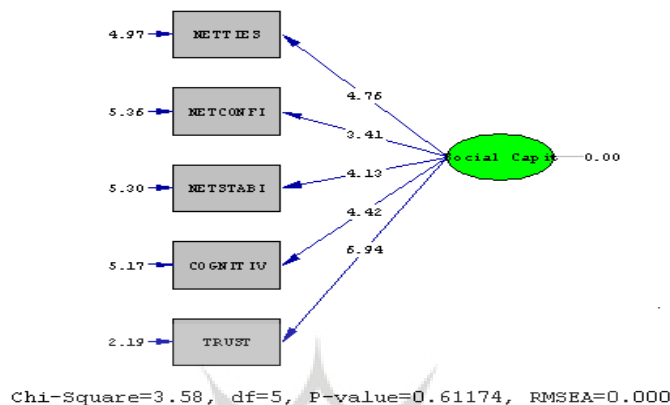 4.97 NETTIES
4.76
5.36 NETCONFI
3.41
Social Capit 0.00
5.30 NETSTABI
4.13
4.42
5.17 COGNITIV
6.94
2.19 TRUST
Chi-Square=3.58, df=5, P-value=0.61174, RMSEA=0.000